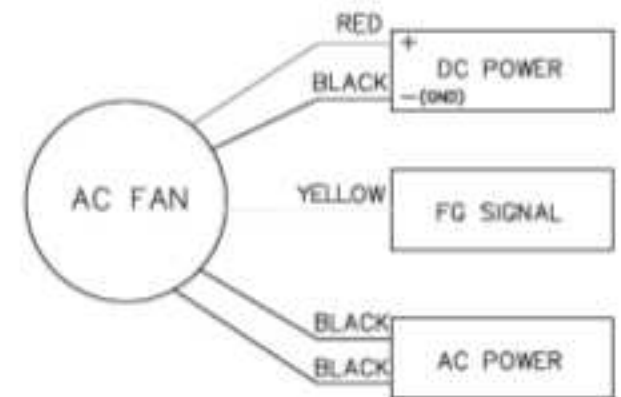 RED
+
DC POWER
BLACK
-(GND)
AC FAN
YELLOW
FG SIGNAL
BLACK
AC POWER
BLACK